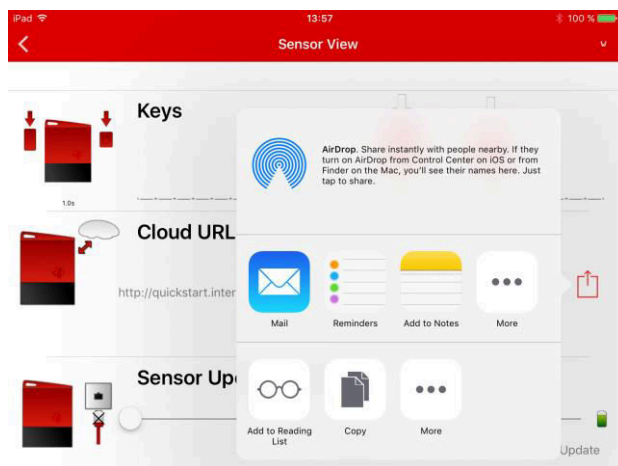 iPad 13:57 100 %
Sensor View
Keys
AirDrop. Share instantly with people nearby. If they
turn on AirDrop from Control Center on iOS or from
Finder on the Mac, you'll see their names here. Just
tap to share.
1.0s
Cloud URL
http://quickstart.inter
Mail Reminders Add to Notes More
Sensor Up
Add to Reading
List
Copy More
Update